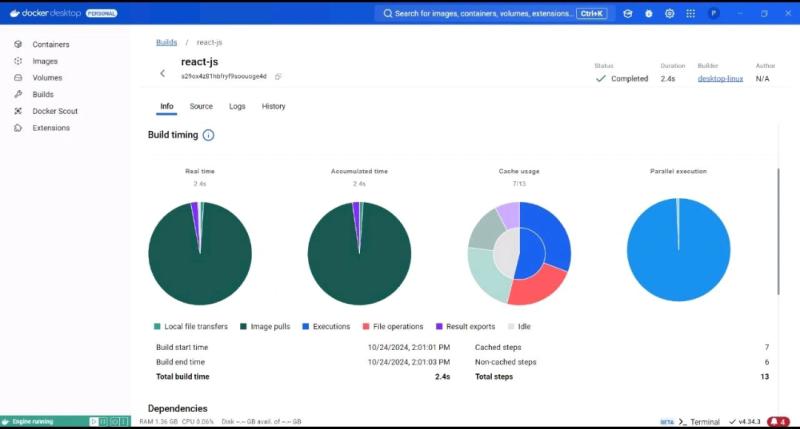 docker desktop PERSONAL
Search for images, containers, volumes, extensions... Ctrl+K
P
Containers
Images
Volumes
Builds
Docker Scout
Extensions
Builds / react-js
react-js
Status Duration Builder Author
Completed 2.4s desktop-linux N/A
Info Source Logs History
Build timing
Real time Accumulated time Cache usage Parallel execution
2.4s 2.4s 7/13
Local file transfers Image pulls Executions File operations Result exports Idle
Build start time 10/24/2024, 2:01:01 PM Cached steps 7
Build end time 10/24/2024, 2:01:03 PM Non-cached steps 6
Total build time 2.4s Total steps 13
Dependencies
Engine running RAM 1.36 GB CPU 0.06% Disk --.-- GB avail. of --.-- GB BETA Terminal v4.34.3 4